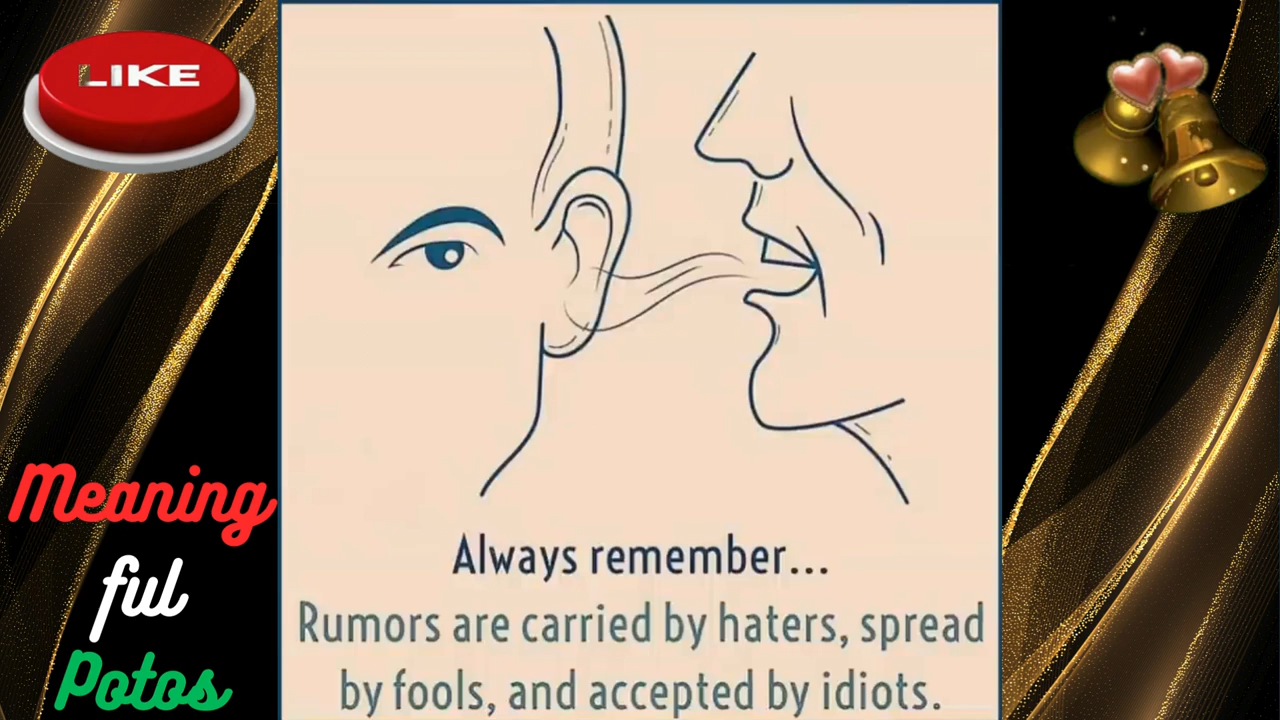 LIKE
Meaning
ful
Potos
Always remember...
Rumors are carried by haters, spread
by fools, and accepted by idiots.